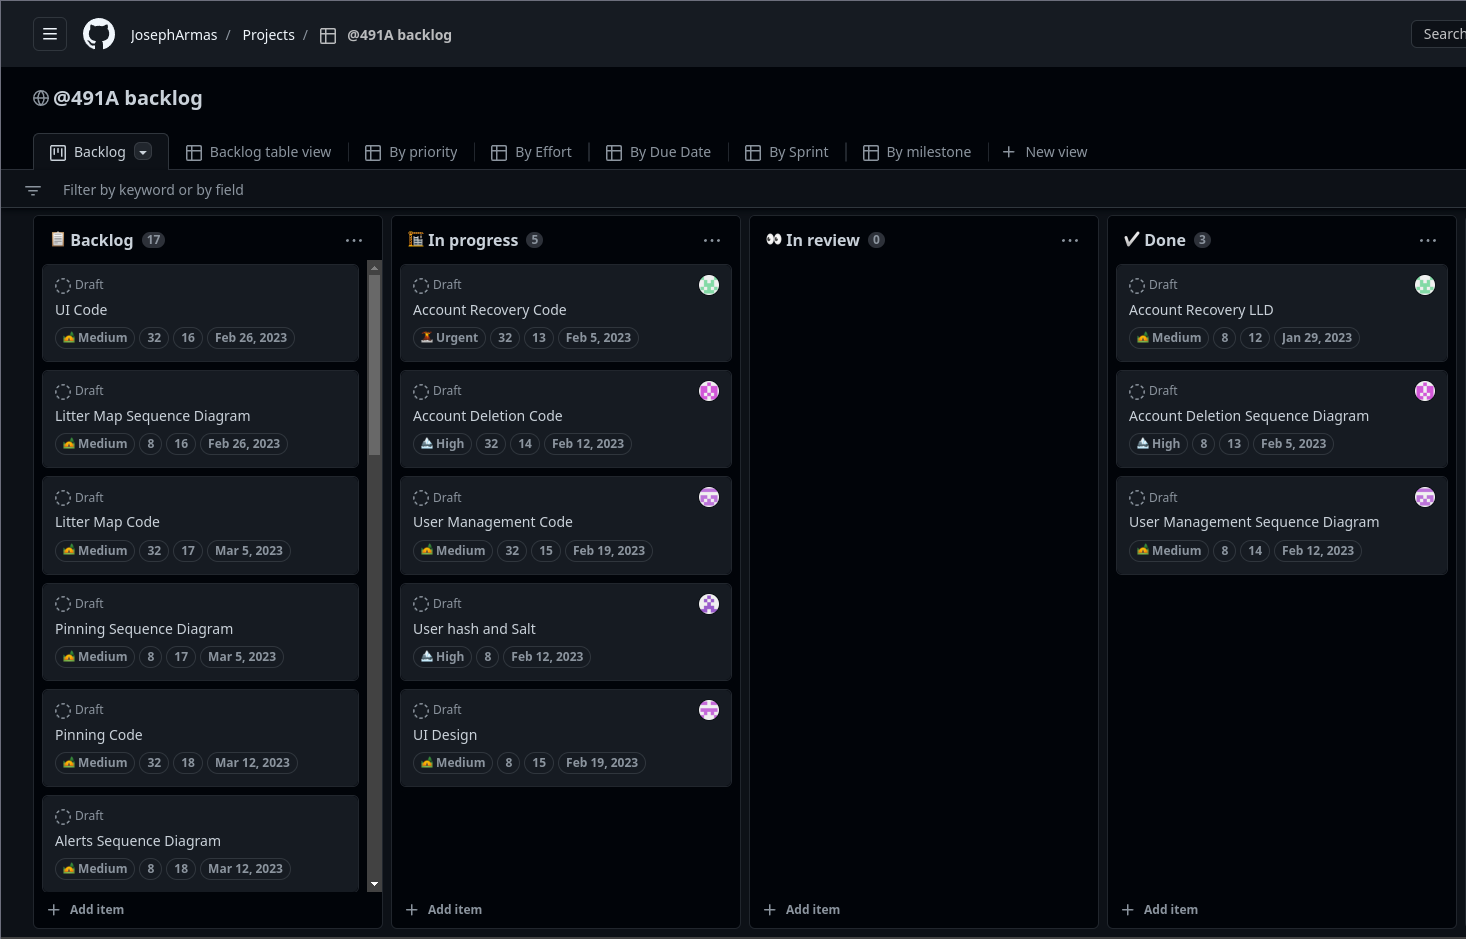 JosephArmas / Projects / @491A backlog
Search
@491A backlog
Backlog
Backlog table view
By priority
By Effort
By Due Date
By Sprint
By milestone
New view
Filter by keyword or by field
Backlog 17
Draft
UI Code
Medium 32 16 Feb 26, 2023
Draft
Litter Map Sequence Diagram
Medium 8 16 Feb 26, 2023
Draft
Litter Map Code
Medium 32 17 Mar 5, 2023
Draft
Pinning Sequence Diagram
Medium 8 17 Mar 5, 2023
Draft
Pinning Code
Medium 32 18 Mar 12, 2023
Draft
Alerts Sequence Diagram
Medium 8 18 Mar 12, 2023
Add item
In progress 5
Draft
Account Recovery Code
Urgent 32 13 Feb 5, 2023
Draft
Account Deletion Code
High 32 14 Feb 12, 2023
Draft
User Management Code
Medium 32 15 Feb 19, 2023
Draft
User hash and Salt
High 8 Feb 12, 2023
Draft
UI Design
Medium 8 15 Feb 19, 2023
Add item
In review 0
Add item
Done 3
Draft
Account Recovery LLD
Medium 8 12 Jan 29, 2023
Draft
Account Deletion Sequence Diagram
High 8 13 Feb 5, 2023
Draft
User Management Sequence Diagram
Medium 8 14 Feb 12, 2023
Add item